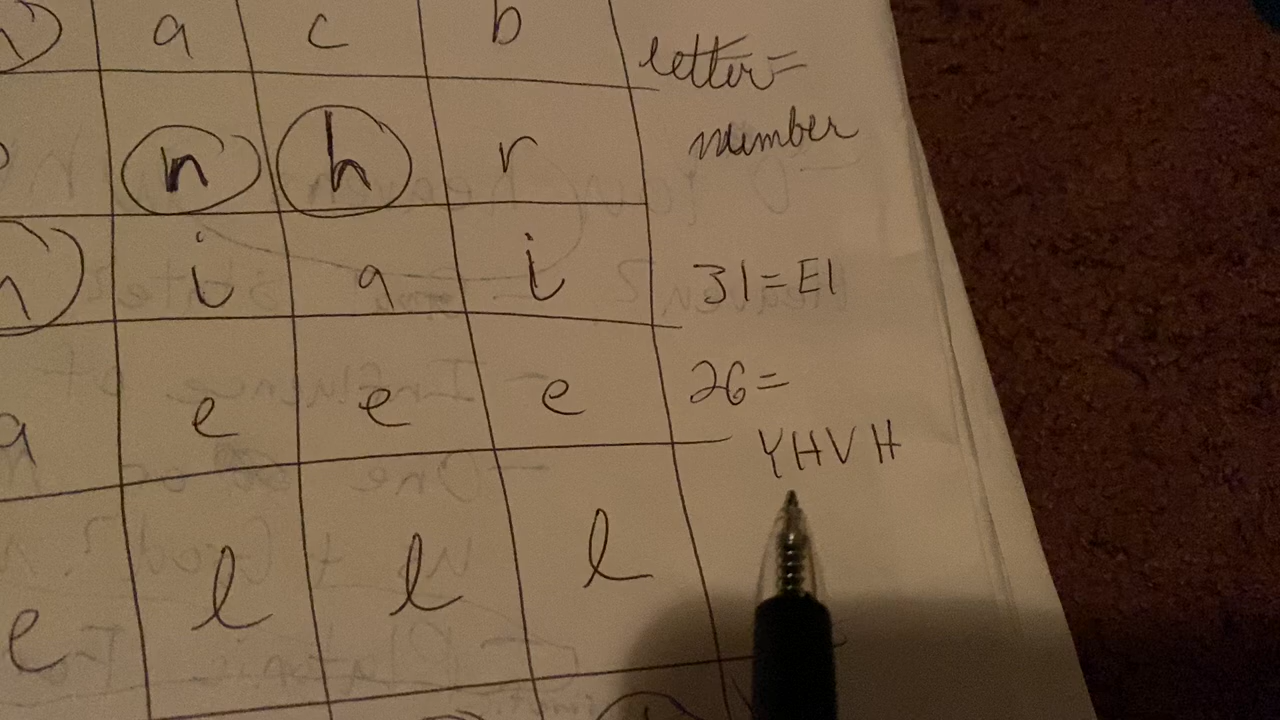 a c b
letter=
number
n h r
i a i
31=El
e e e
26=
YHVH
a
l l l
e